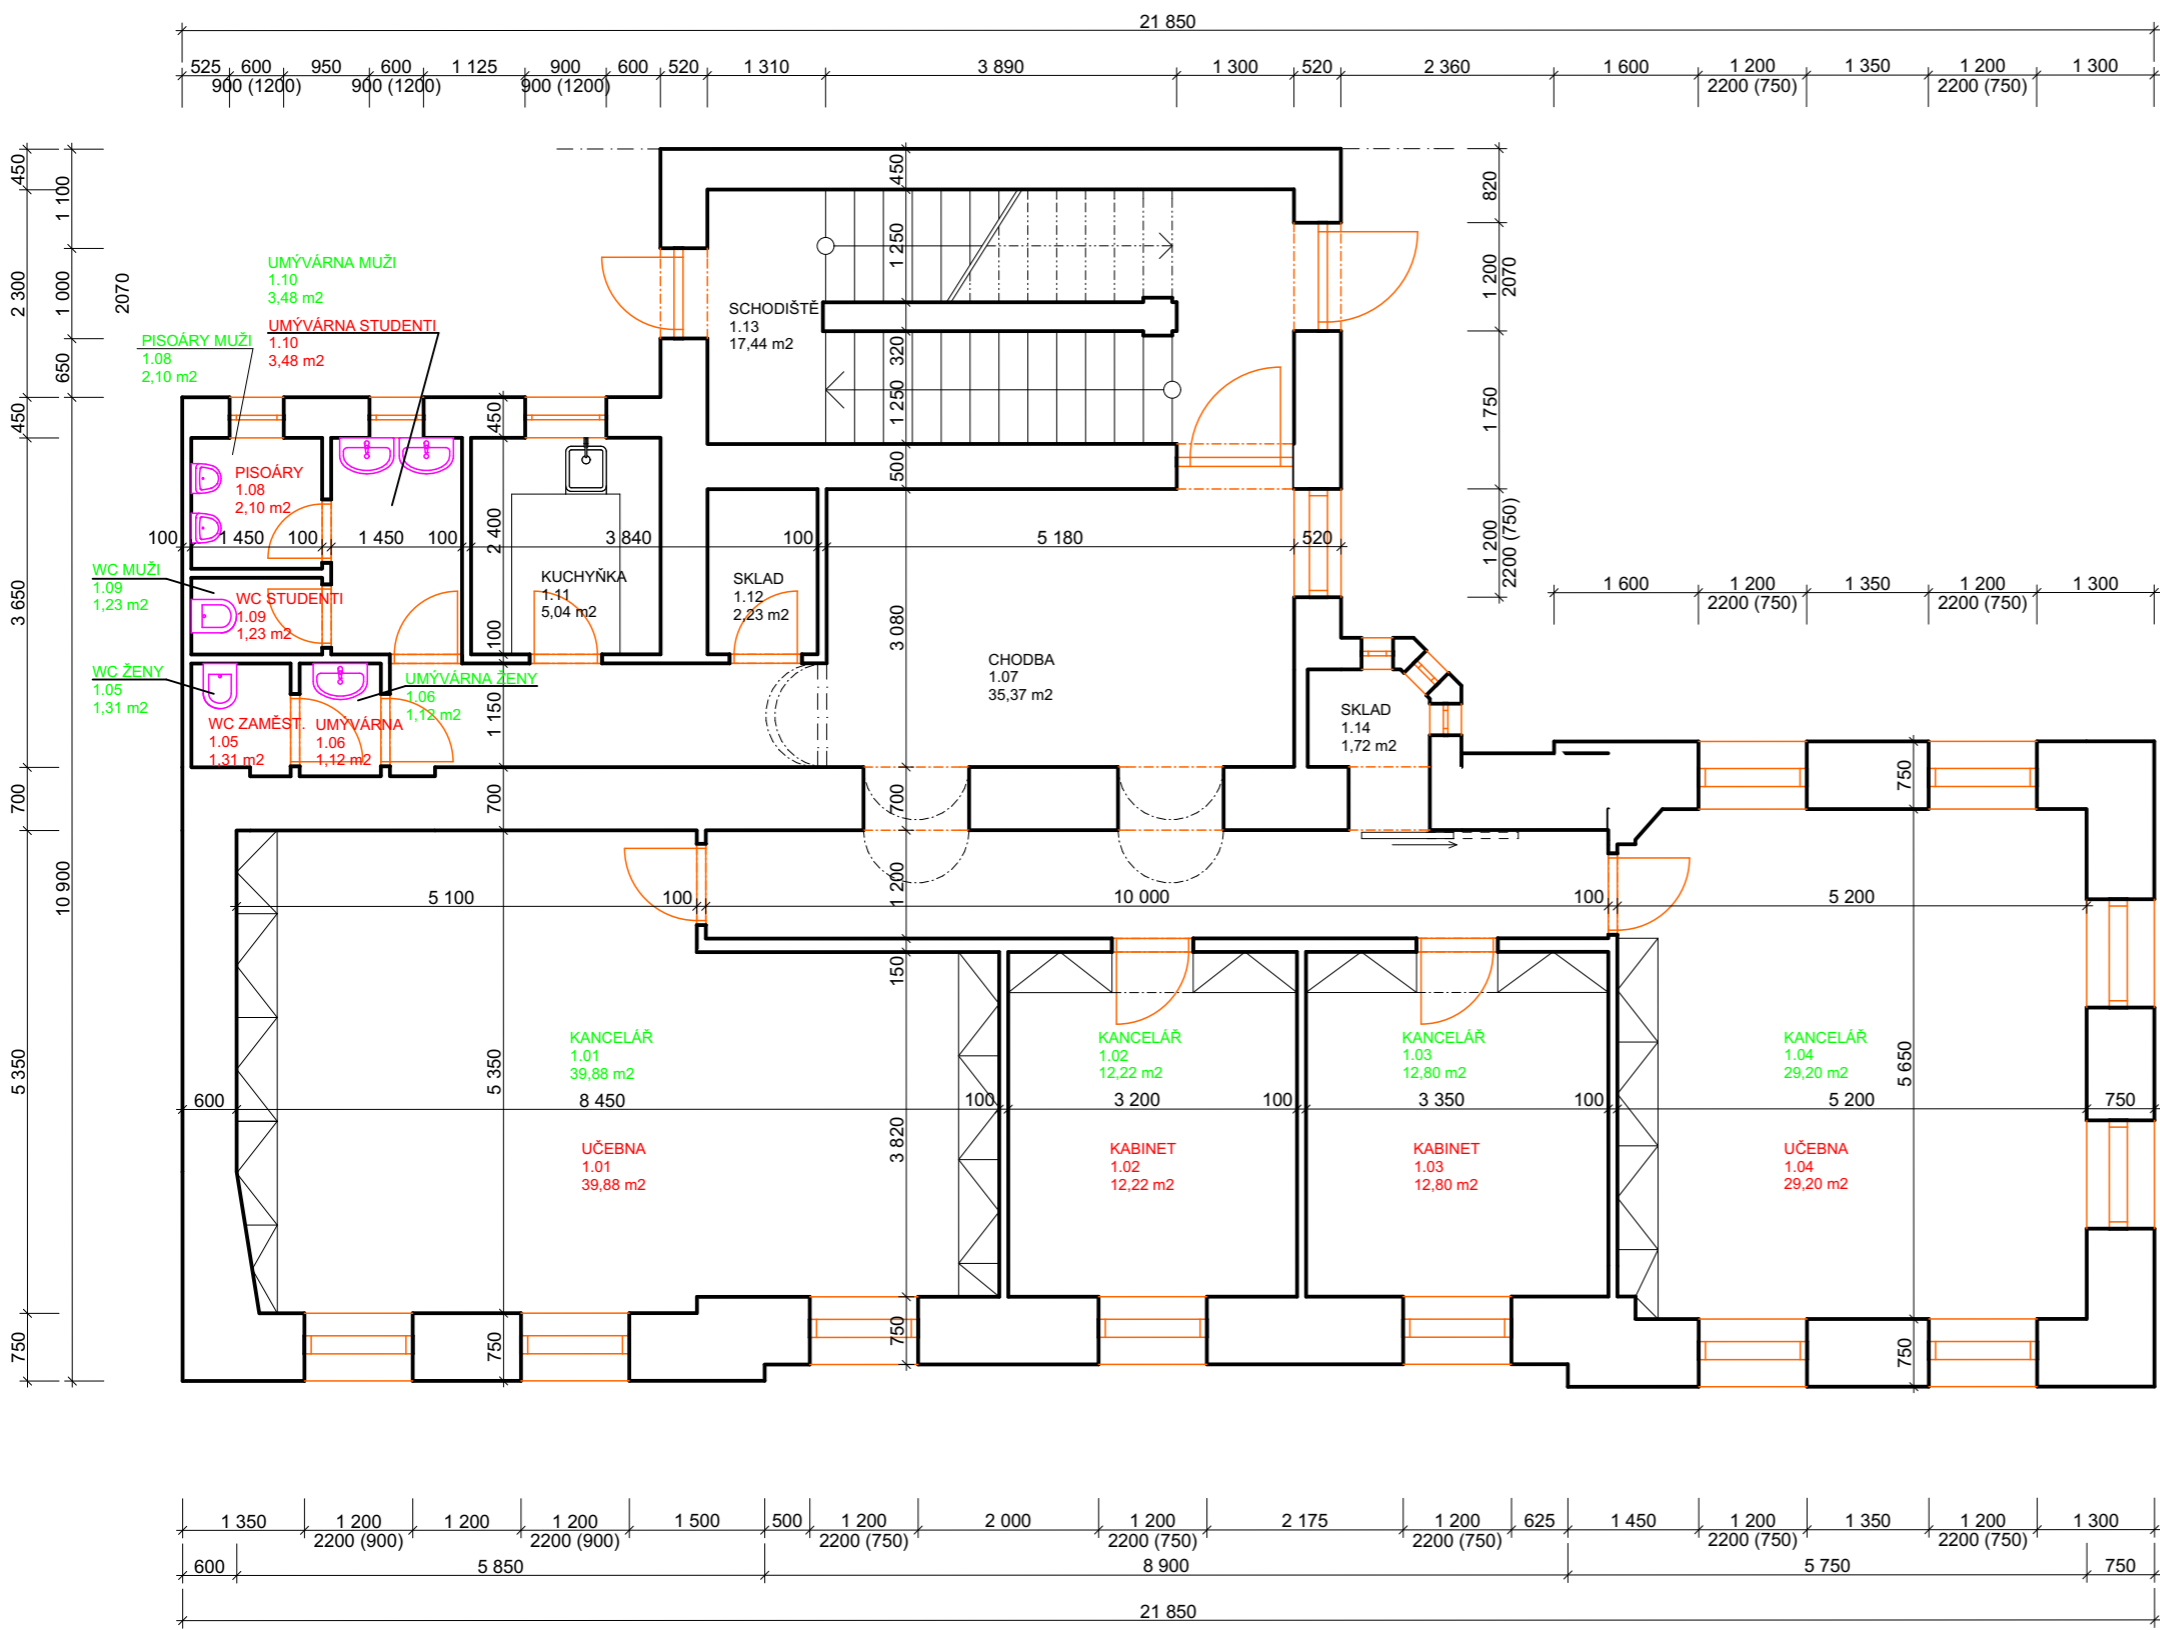 21 850
525 600 950 600 1 125 900 600 520 1 310 3 890 1 300 520 2 360 1 600 1 200 1 350 1 200 1 300
900 (1200) 900 (1200) 900 (1200) 2200 (750) 2200 (750)
450
2 300
450
3 650
700
5 350
750
1 100
1 000
650
10 900
2070
450
1 250
320
1 250
500
3 080
700
1 200
150
3 820
750
820
1 200
2070
1 750
1 200
2200 (750)
UMÝVÁRNA MUŽI
1.10
3,48 m2
UMÝVÁRNA STUDENTI
1.10
3,48 m2
PISOÁRY MUŽI
1.08
2,10 m2
SCHODIŠTĚ
1.13
17,44 m2
PISOÁRY
1.08
2,10 m2
450
2 400
100
1 150
700
5 350
750
100 1 450 100 1 450 100 3 840 100 5 180 520
WC MUŽI
1.09
1,23 m2
WC STUDENTI
1.09
1,23 m2
KUCHYŇKA
1.11
5,04 m2
SKLAD
1.12
2,23 m2
1 600 1 200 1 350 1 200 1 300
2200 (750) 2200 (750)
WC ŽENY
1.05
1,31 m2
UMÝVÁRNA ŽENY
1.06
1,12 m2
WC ZAMĚST.
1.05
1,31 m2
UMÝVÁRNA
1.06
1,12 m2
CHODBA
1.07
35,37 m2
SKLAD
1.14
1,72 m2
750
5 650
750
5 100 100 10 000 100 5 200
KANCELÁŘ
1.01
39,88 m2
KANCELÁŘ
1.02
12,22 m2
KANCELÁŘ
1.03
12,80 m2
KANCELÁŘ
1.04
29,20 m2
600 8 450 100 3 200 100 3 350 100 5 200 750
UČEBNA
1.01
39,88 m2
KABINET
1.02
12,22 m2
KABINET
1.03
12,80 m2
UČEBNA
1.04
29,20 m2
1 350 1 200 1 200 1 200 1 500 500 1 200 2 000 1 200 2 175 1 200 625 1 450 1 200 1 350 1 200 1 300
2200 (900) 2200 (900) 2200 (750) 2200 (750) 2200 (750) 2200 (750) 2200 (750)
600 5 850 8 900 5 750 750
21 850